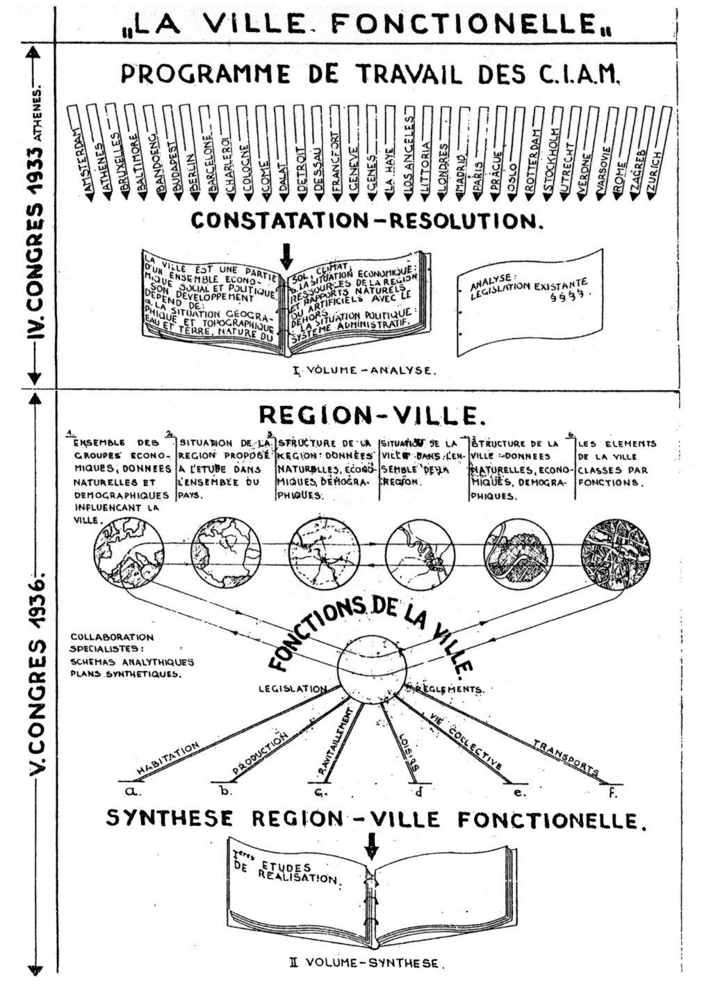 „LA VILLE FONCTIONELLE„
IV. CONGRES 1933 ATHENES.
PROGRAMME DE TRAVAIL DES C.I.A.M.
AMSTERDAM
ATHENES
BRUXELLES
BALTIMORE
BANDOENG
BUDAPEST
BERLIN
BARCELONE
CHARLEROI
COLOGNE
COME
DALAT
DETROIT
DESSAU
FRANCFORT
GENEVE
GENES
LA HAYE
LOS ANGELES
LITTORIA
LONDRES
MADRID
PARIS
PRAGUE
OSLO
ROTTERDAM
STOCKHOLM
UTRECHT
VERONE
VARSOVIE
ROME
ZAGREB
ZURICH
CONSTATATION-RESOLUTION.
LA VILLE EST UNE PARTIE
D'UN ENSEMBLE ECONO-
MIQUE SOCIAL ET POLITIQUE.
SON DEVELOPPEMENT
DEPEND DE:
a. LA SITUATION GEOGRA-
PHIQUE ET TOPOGRAPHIQUE
EAU ET TERRE, NATURE DU
SOL, CLIMAT;
b. LA SITUATION ECONOMIQUE:
RESSOURCES DE LA REGION
ET RAPPORTS NATURELS
OU ARTIFICIELS AVEC LE
DEHORS.
LA SITUATION POLITIQUE:
SYSTEME ADMINISTRATIF.
ANALYSE:
LEGISLATION EXISTANTE
§§§§.
I VOLUME-ANALYSE.
V. CONGRES 1936.
REGION-VILLE.
1.
ENSEMBLE DES
GROUPES ECONO-
MIQUES, DONNEES
NATURELLES ET
DEMOGRAPHIQUES
INFLUENCANT LA
VILLE.
2.
SITUATION DE LA
REGION PROPOSÉ
A L'ETUDE DANS
L'ENSEMBLE DU
PAYS.
3.
STRUCTURE DE LA
REGION: DONNEES
NATURELLES, ECONO-
MIQUES, DEMOGRA-
PHIQUES.
SITUATION DE LA
VILLE DANS L'EN-
SEMBLE DE LA
REGION.
STRUCTURE DE LA
VILLE: DONNEES
NATURELLES, ECONO-
MIQUES, DEMOGRA-
PHIQUES.
6.
LES ELEMENTS
DE LA VILLE
CLASSES PAR
FONCTIONS.
FONCTIONS DE LA VILLE.
COLLABORATION
SPECIALISTES:
SCHEMAS ANALYTHIQUES
PLANS SYNTHETIQUES.
LEGISLATION
REGLEMENTS.
HABITATION
PRODUCTION
RAVITAILLEMENT
LOISIRS
VIE COLLECTIVE
TRANSPORTS
a.
b.
c.
d
e.
f.
SYNTHESE REGION-VILLE FONCTIONELLE.
Ieres ETUDES
DE REALISATION.
II VOLUME-SYNTHESE.